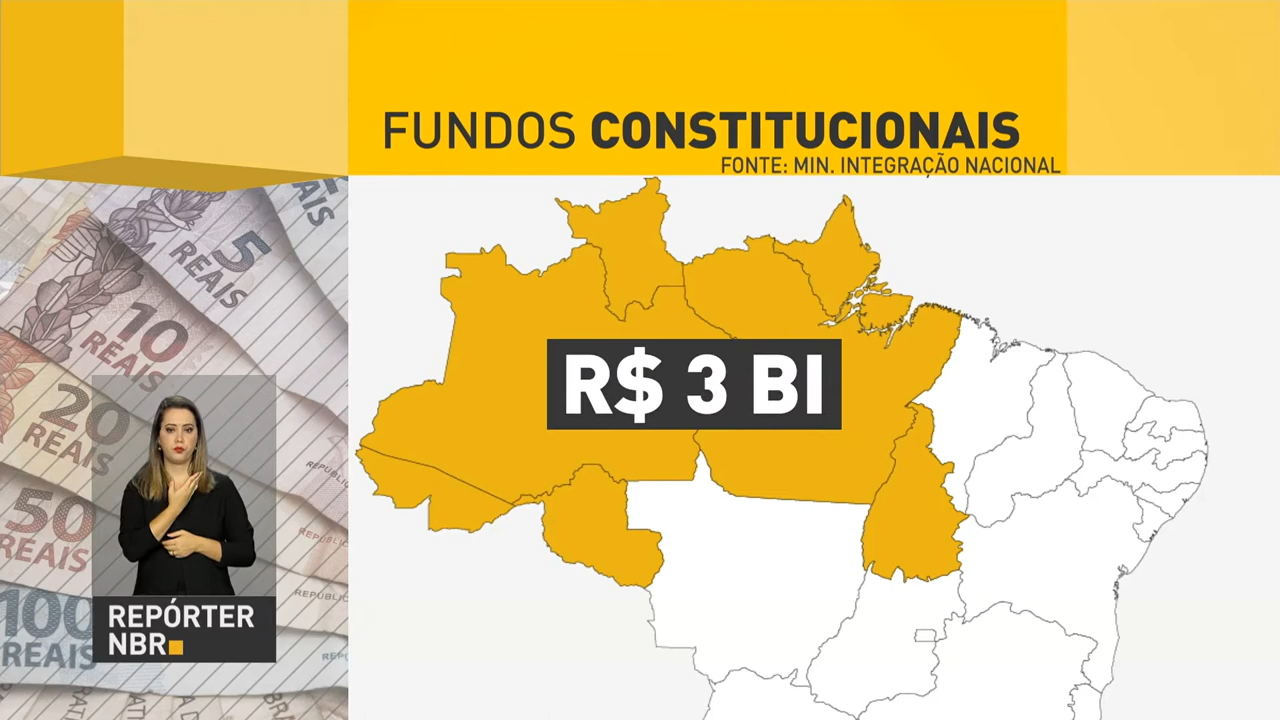 FUNDOS CONSTITUCIONAIS
FONTE: MIN. INTEGRAÇÃO NACIONAL
R$ 3 BI
5
REAIS
AIS
10
REAIS
20
REAIS
50
REAIS
100
REAIS
REPÓRTER
NBR